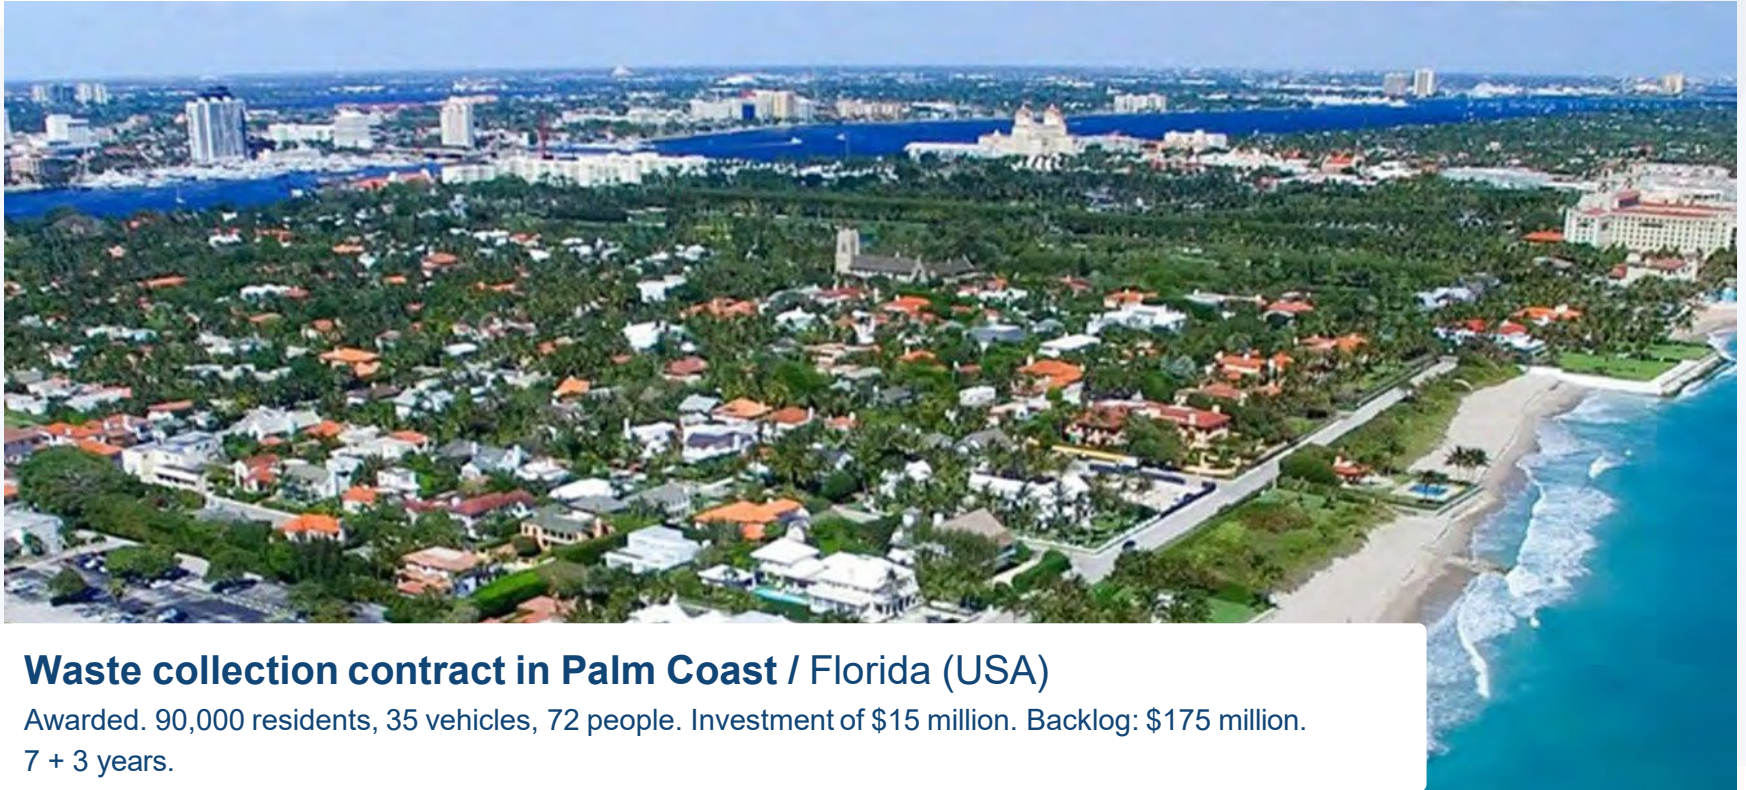 Waste collection contract in Palm Coast / Florida (USA)
Awarded. 90,000 residents, 35 vehicles, 72 people. Investment of $15 million. Backlog: $175 million.
7 + 3 years.